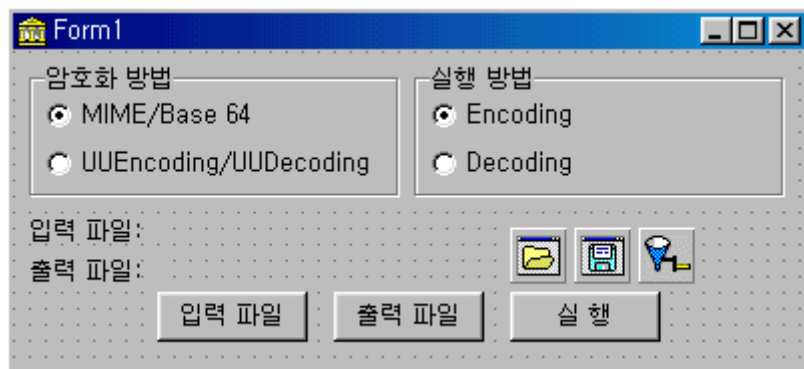 Form1
암호화 방법
MIME/Base 64
UUEncoding/UUDecoding
실행 방법
Encoding
Decoding
입력 파일:
출력 파일:
입력 파일
출력 파일
실 행